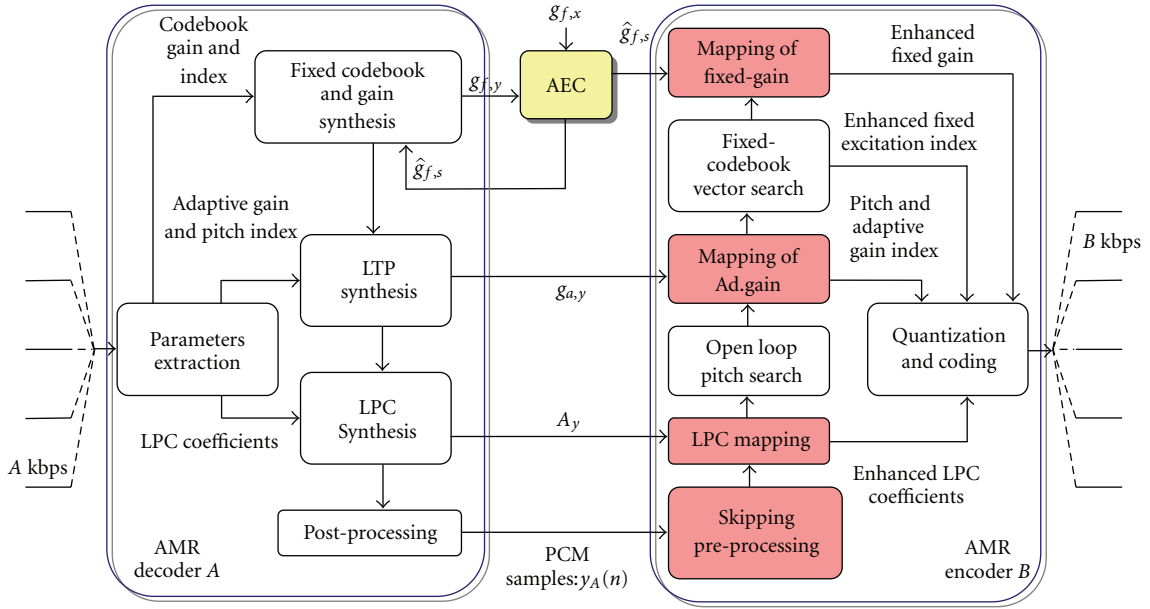 Codebook
gain and
index
Fixed codebook
and gain
synthesis
g_{f,y}
g_{f,x}
AEC
ĝ_{f,s}
ĝ_{f,s}
Mapping of
fixed-gain
Enhanced
fixed gain
Fixed-
codebook
vector search
Enhanced fixed
excitation index
Adaptive gain
and pitch index
LTP
synthesis
g_{a,y}
Mapping of
Ad.gain
Pitch and
adaptive
gain index
B kbps
Parameters
extraction
Open loop
pitch search
Quantization
and coding
LPC coefficients
LPC
Synthesis
A_y
LPC mapping
Enhanced LPC
coefficients
A kbps
Post-processing
Skipping
pre-processing
PCM
samples:y_A(n)
AMR
decoder A
AMR
encoder B